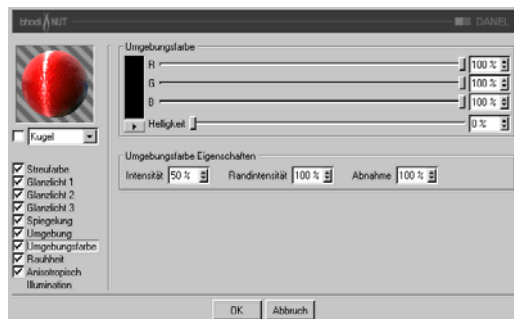 bhodi NUT
DANEL
Umgebungsfarbe
R 100 %
G 100 %
B 100 %
Helligkeit 0 %
Kugel
Umgebungsfarbe Eigenschaften
Intensität 50 % Randintensität 100 % Abnahme 100 %
Streufarbe
Glanzlicht 1
Glanzlicht 2
Glanzlicht 3
Spiegelung
Umgebung
Umgebungsfarbe
Rauhheit
Anisotropisch
Illumination
OK Abbruch